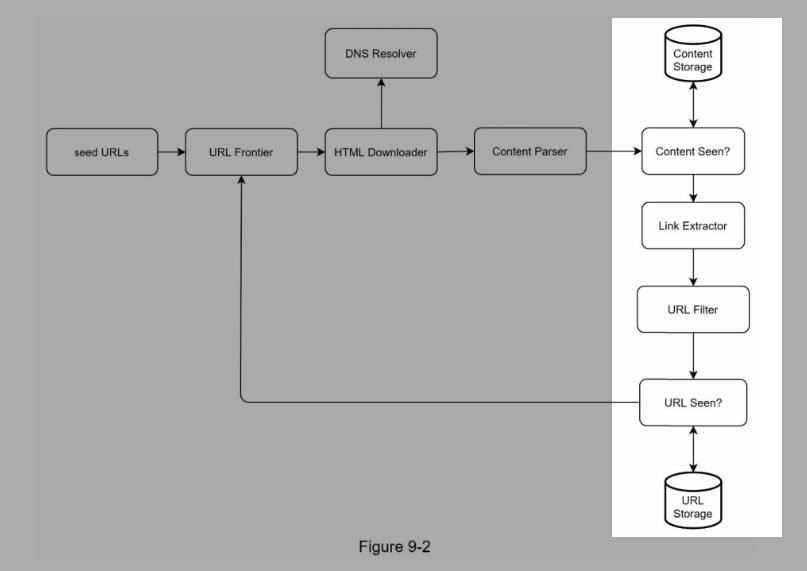 DNS Resolver
Content
Storage
seed URLs
URL Frontier
HTML Downloader
Content Parser
Content Seen?
Link Extractor
URL Filter
URL Seen?
URL
Storage
Figure 9-2